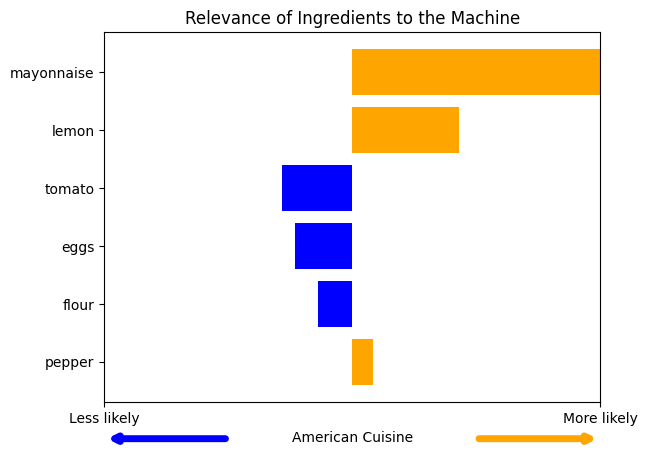 Relevance of Ingredients to the Machine
mayonnaise
lemon
tomato
eggs
flour
pepper
Less likely
More likely
American Cuisine